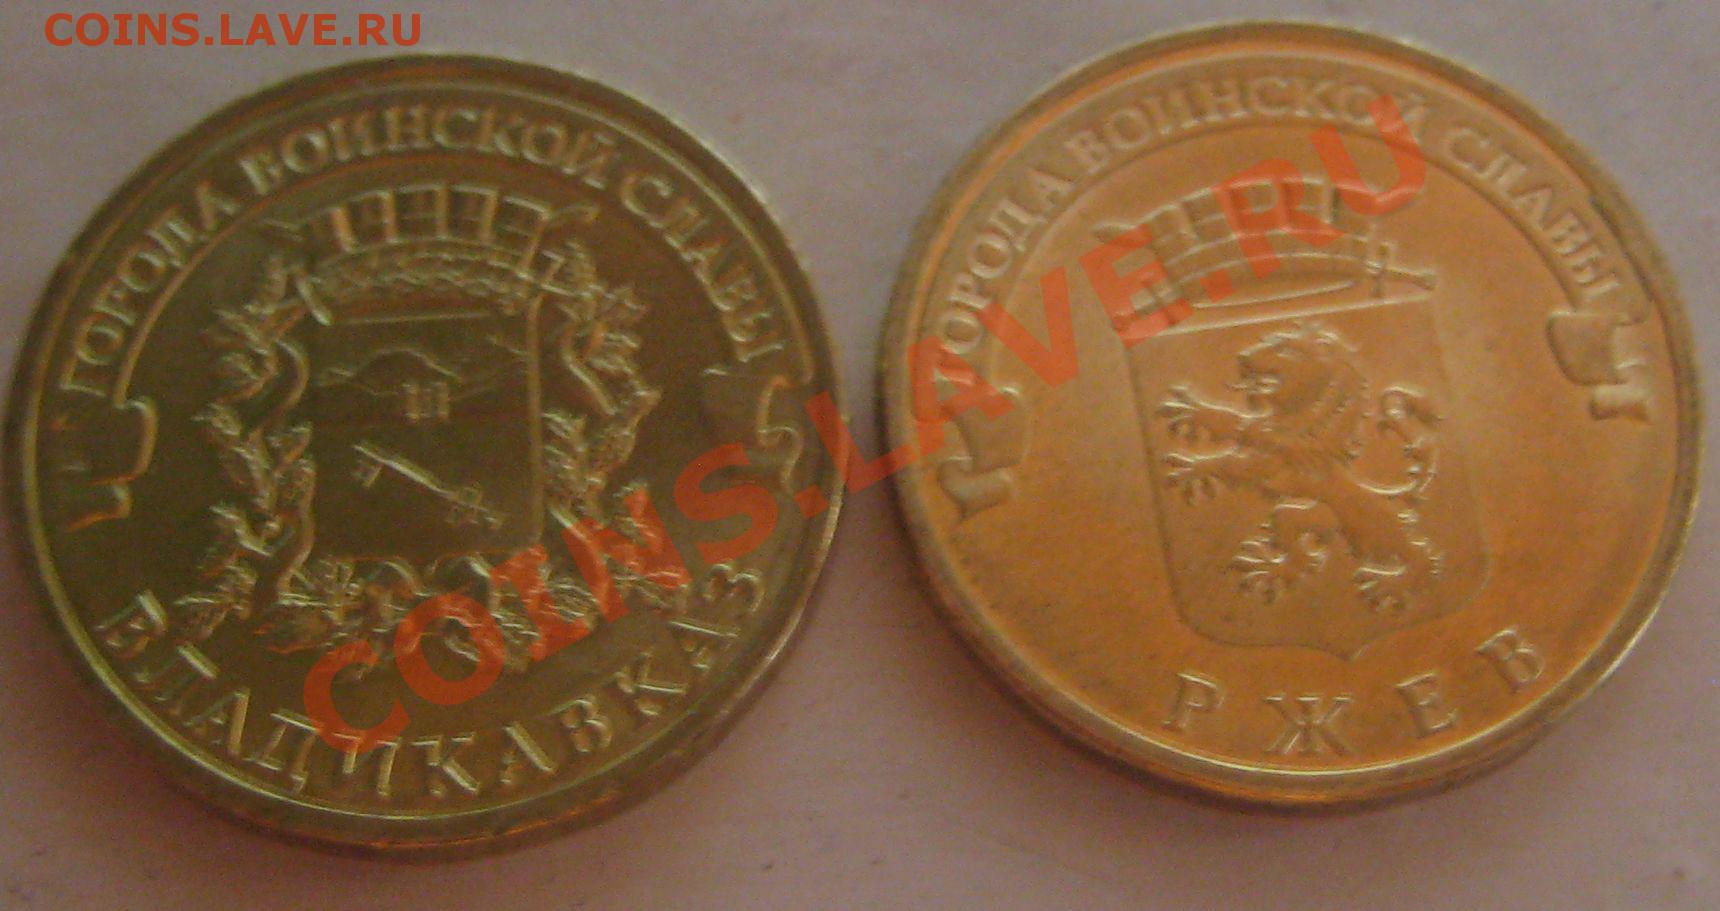 COINS.LAVE.RU
ГОРОДА ВОИНСКОЙ СЛАВЫ
ВЛАДИКАВКАЗ
ГОРОДА ВОИНСКОЙ СЛАВЫ
РЖЕВ
COINS.LAVE.RU